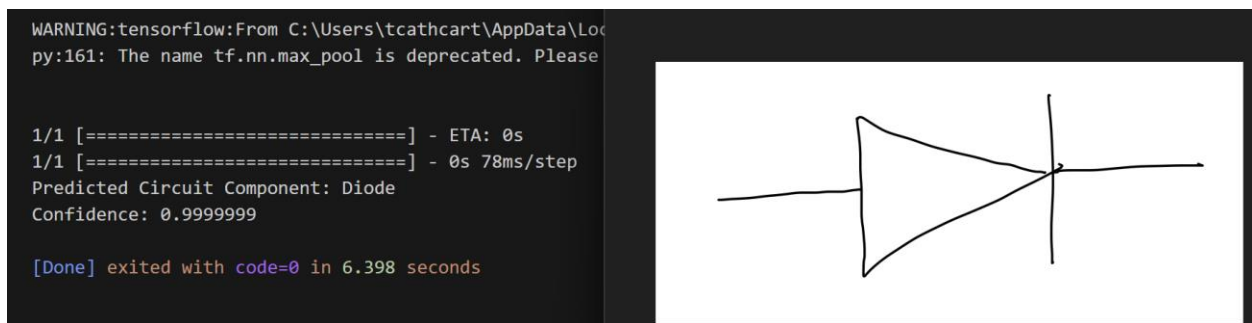 WARNING:tensorflow:From C:\Users\tcathcart\AppData\Loc
py:161: The name tf.nn.max_pool is deprecated. Please
1/1 [==============================] - ETA: 0s
1/1 [==============================] - 0s 78ms/step
Predicted Circuit Component: Diode
Confidence: 0.9999999
[Done] exited with code=0 in 6.398 seconds